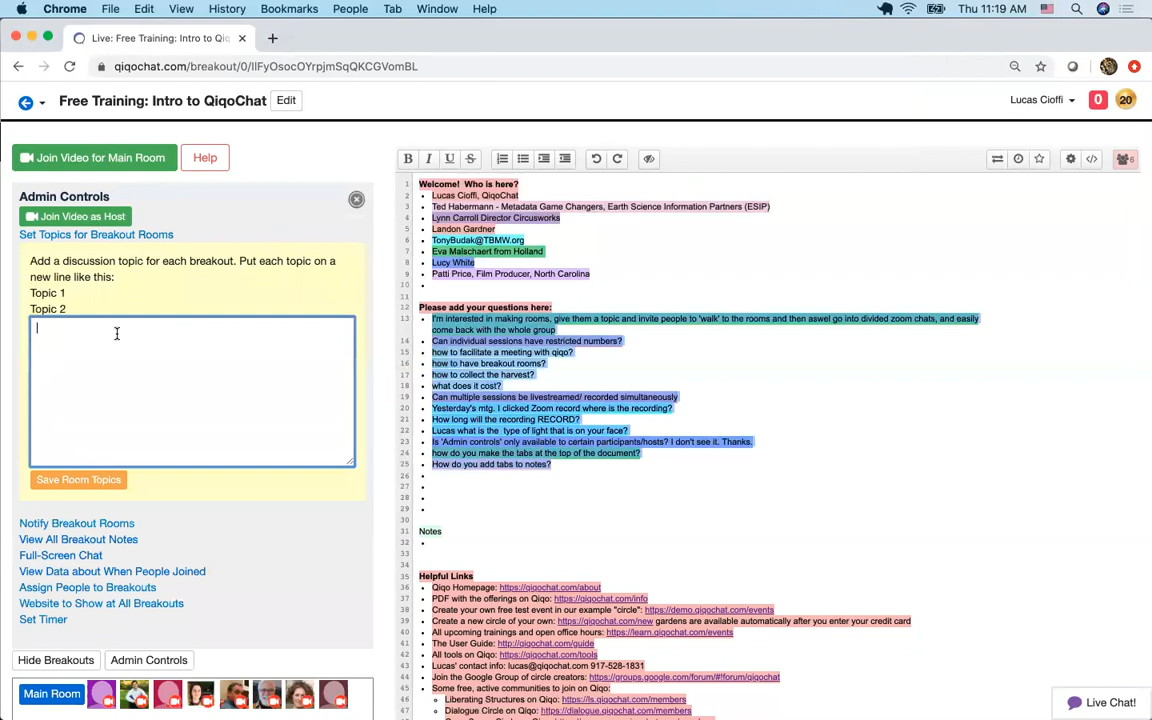 Chrome File Edit View History Bookmarks People Tab Window Help Thu 11:19 AM
Live: Free Training: Intro to Qiq
qiqochat.com/breakout/0/IlFyOsocOYrpjmSqQKCGVomBL
Free Training: Intro to QiqoChat Edit
Lucas Cioffi 0 20
Join Video for Main Room
Help
Admin Controls
Join Video as Host
Set Topics for Breakout Rooms
Add a discussion topic for each breakout. Put each topic on a
new line like this:
Topic 1
Topic 2
Save Room Topics
Notify Breakout Rooms
View All Breakout Notes
Full-Screen Chat
View Data about When People Joined
Assign People to Breakouts
Website to Show at All Breakouts
Set Timer
Hide Breakouts
Admin Controls
Main Room
B I U S
6
1 Welcome! Who is here?
2 Lucas Cioffi, QiqoChat
3 Ted Habermann - Metadata Game Changers, Earth Science Information Partners (ESIP)
4 Lynn Carroll Director Circusworks
5 Landon Gardner
6 TonyBudak@TBMW.org
7 Eva Malschaert from Holland
8 Lucy White
9 Patti Price, Film Producer, North Carolina
10
11
12 Please add your questions here:
13 I'm interested in making rooms, give them a topic and invite people to 'walk' to the rooms and then aswel go into divided zoom chats, and easily
come back with the whole group
14 Can individual sessions have restricted numbers?
15 how to facilitate a meeting with qiqo?
16 how to have breakout rooms?
17 how to collect the harvest?
18 what does it cost?
19 Can multiple sessions be livestreamed/ recorded simultaneously
20 Yesterday's mtg. I clicked Zoom record where is the recording?
21 How long will the recording RECORD?
22 Lucas what is the type of light that is on your face?
23 Is 'Admin controls' only available to certain participants/hosts? I don't see it. Thanks.
24 how do you make the tabs at the top of the document?
25 How do you add tabs to notes?
26
27
28
29
30
31 Notes
32
33
34
35 Helpful Links
36 Qiqo Homepage: https://qiqochat.com/about
37 PDF with the offerings on Qiqo: https://qiqochat.com/info
38 Create your own free test event in our example "circle": https://demo.qiqochat.com/events
39 Create a new circle of your own: https://qiqochat.com/new gardens are available automatically after you enter your credit card
40 All upcoming trainings and open office hours: https://learn.qiqochat.com/events
41 The User Guide: http://qiqochat.com/guide
42 All tools on Qiqo: https://qiqochat.com/tools
43 Lucas' contact info: lucas@qiqochat.com 917-528-1831
44 Join the Google Group of circle creators: https://groups.google.com/forum/#!forum/qiqochat
45 Some free, active communities to join on Qiqo:
46 Liberating Structures on Qiqo: https://ls.qiqochat.com/members
47 Dialogue Circle on Qiqo: https://dialogue.qiqochat.com/members
Live Chat!